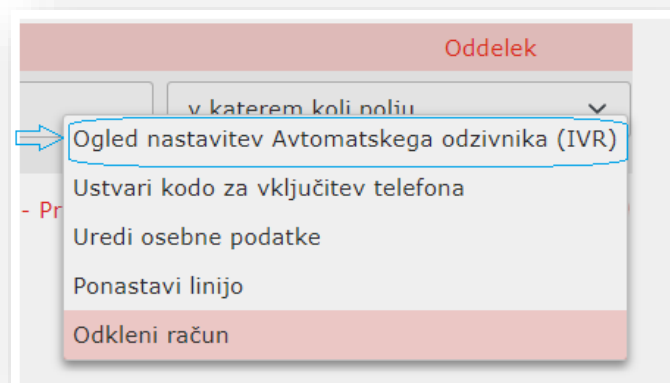 Oddelek
v katerem koli polju
Ogled nastavitev Avtomatskega odzivnika (IVR)
Ustvari kodo za vključitev telefona
- Pr
Uredi osebne podatke
Ponastavi linijo
Odkleni račun